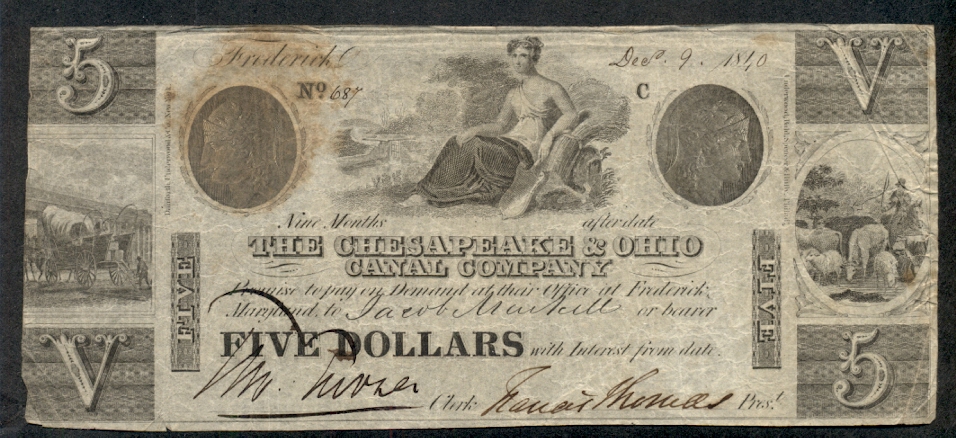 5 Frederick Decr. 9. 1840 V
No 687 C
Nine Months after date
THE CHESAPEAKE & OHIO
CANAL COMPANY
FIVE FIVE
Promise to pay on Demand at their Office at Frederick,
Maryland, to Jacob or bearer
FIVE DOLLARS with Interest from date.
V Clerk Francis Thomas Prest. 5